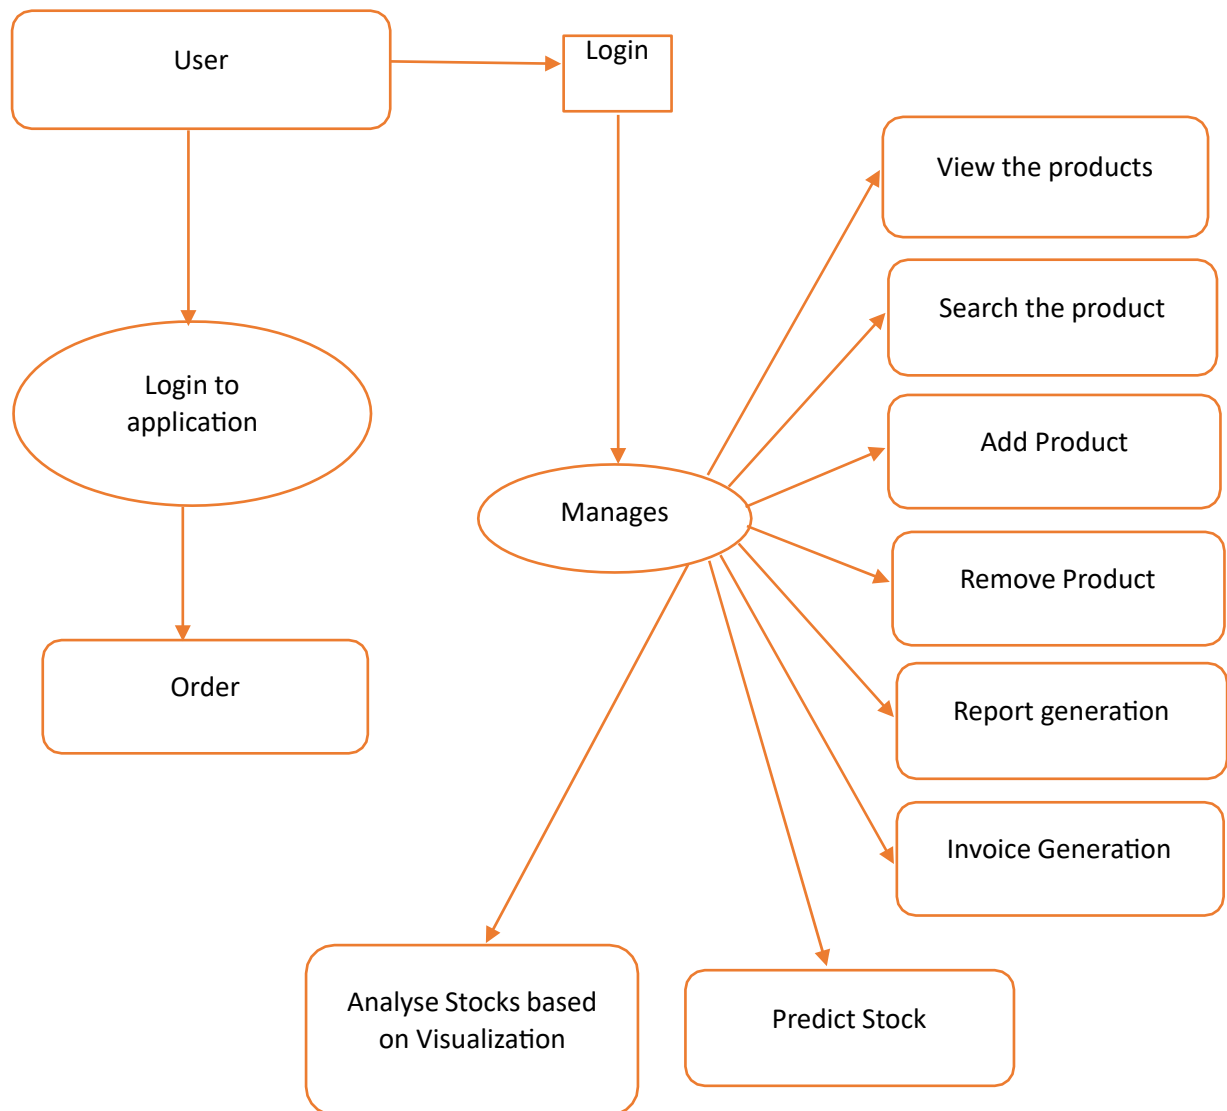 User
Login
View the products
Search the product
Login to
application
Add Product
Manages
Remove Product
Order
Report generation
Invoice Generation
Analyse Stocks based
on Visualization
Predict Stock